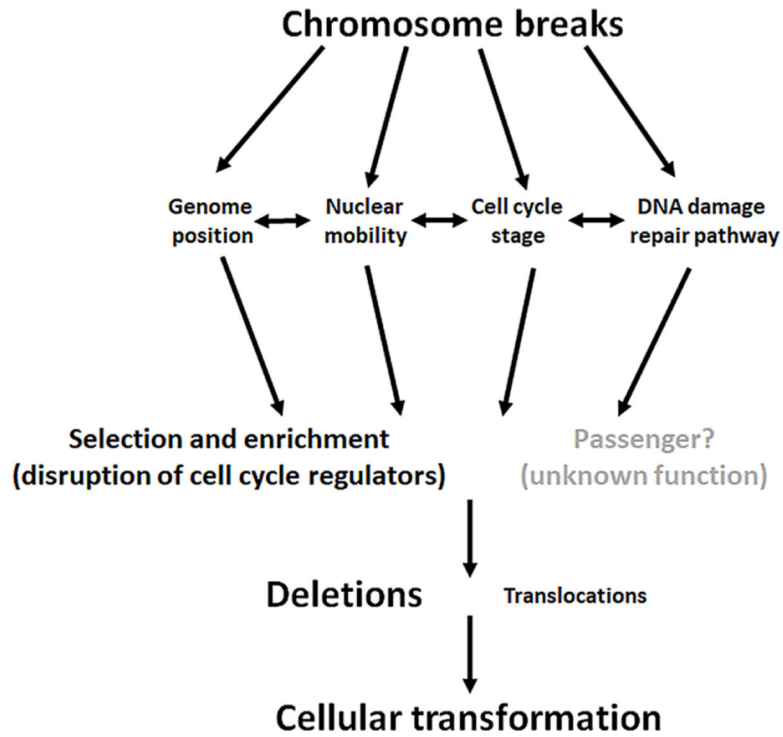 Chromosome breaks
Genome position
Nuclear mobility
Cell cycle stage
DNA damage repair pathway
Selection and enrichment
(disruption of cell cycle regulators)
Passenger?
(unknown function)
Deletions
Translocations
Cellular transformation